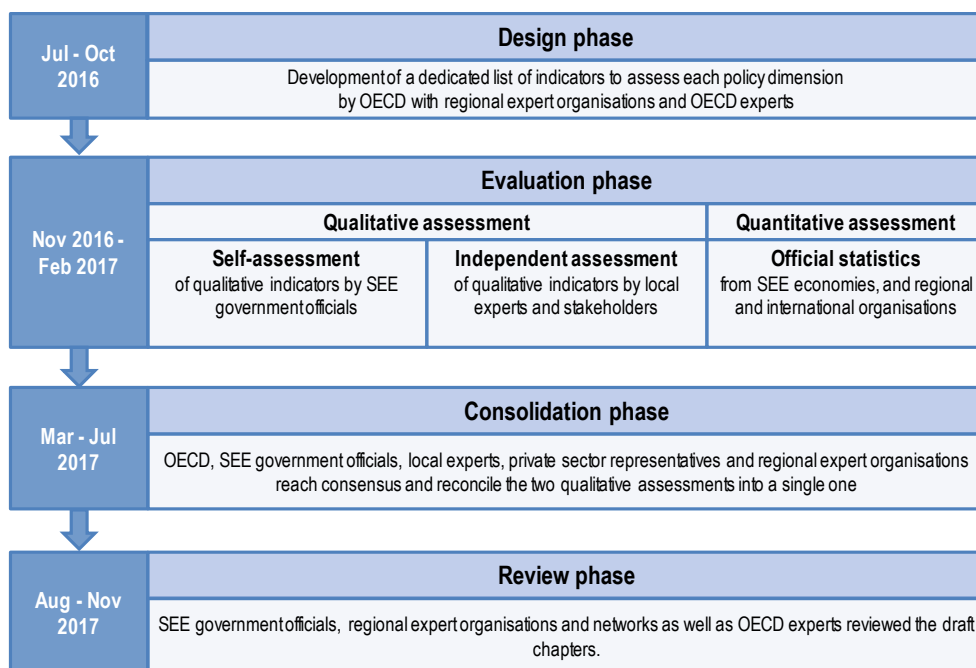 Jul - Oct
2016
Design phase
Development of a dedicated list of indicators to assess each policy dimension
by OECD with regional expert organisations and OECD experts
Nov 2016 -
Feb 2017
Evaluation phase
Qualitative assessment
Quantitative assessment
Self-assessment
of qualitative indicators by SEE
government officials
Independent assessment
of qualitative indicators by local
experts and stakeholders
Official statistics
from SEE economies, and regional
and international organisations
Mar - Jul
2017
Consolidation phase
OECD, SEE government officials, local experts, private sector representatives and regional expert organisations
reach consensus and reconcile the two qualitative assessments into a single one
Aug - Nov
2017
Review phase
SEE government officials, regional expert organisations and networks as well as OECD experts reviewed the draft
chapters.